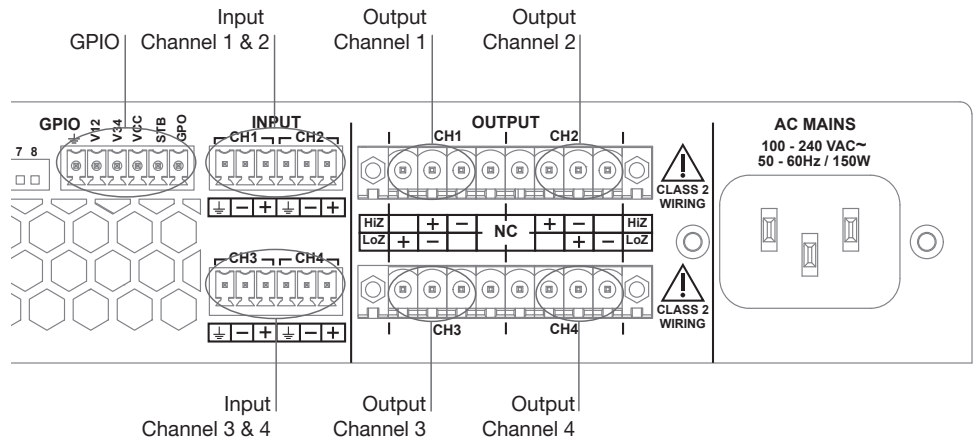 Input
Channel 1 & 2
Output
Channel 1
Output
Channel 2
GPIO
GPIO
V12
V34
VCC
STB
GPO
INPUT
CH1 CH2
OUTPUT
CH1 CH2
AC MAINS
100 - 240 VAC~
50 - 60Hz / 150W
7 8
CLASS 2
WIRING
- + - +
HiZ + - NC + - HiZ
LoZ + - + - LoZ
CH3 CH4
CLASS 2
WIRING
CH3 CH4
- + - +
Input
Channel 3 & 4
Output
Channel 3
Output
Channel 4